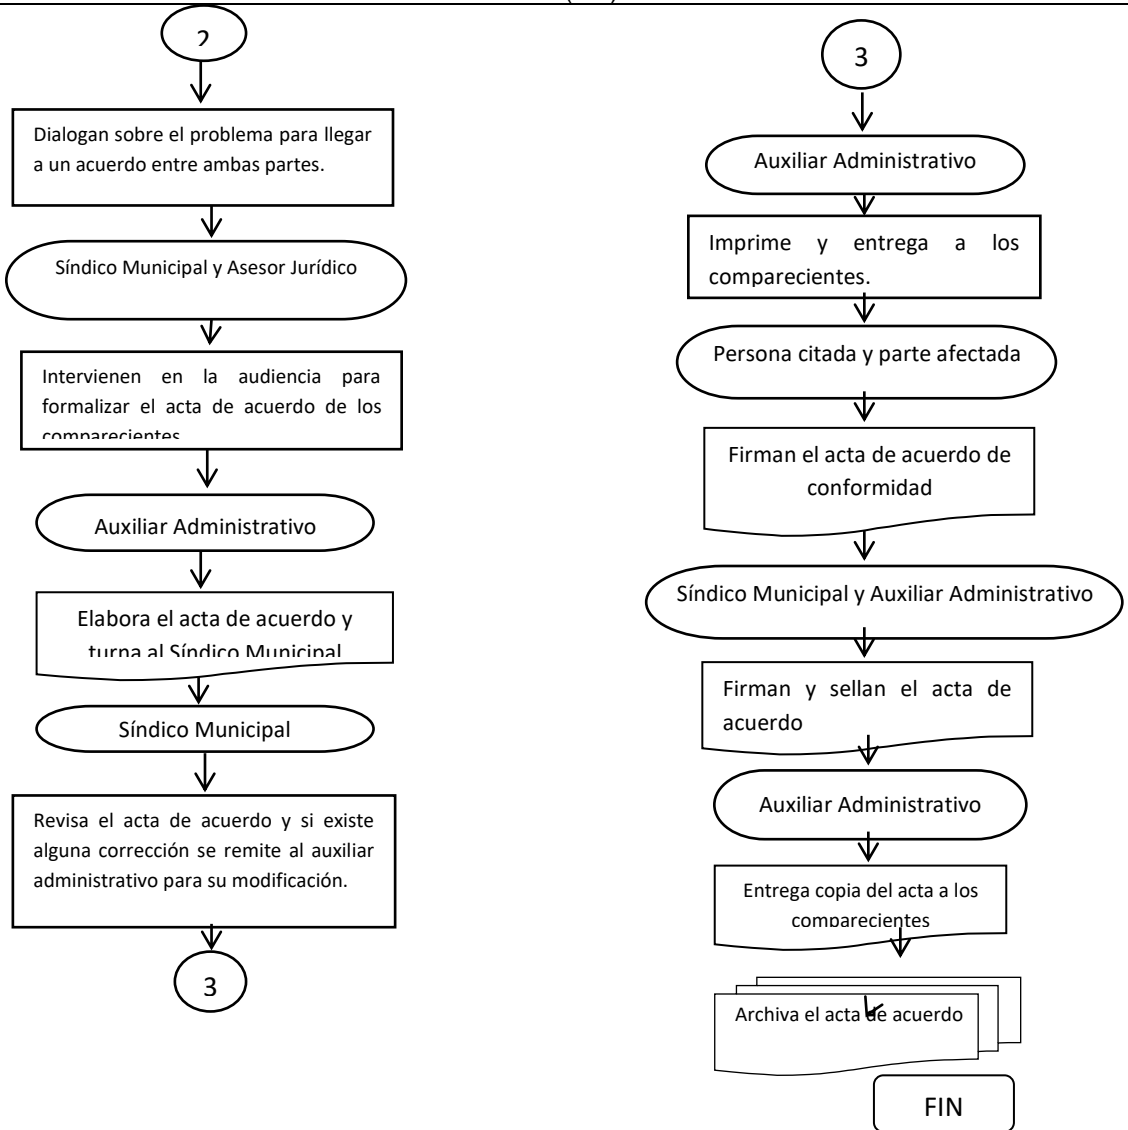 2
Dialogan sobre el problema para llegar
a un acuerdo entre ambas partes.
Síndico Municipal y Asesor Jurídico
Intervienen en la audiencia para
formalizar el acta de acuerdo de los
comparecientes
Auxiliar Administrativo
Elabora el acta de acuerdo y
turna al Síndico Municipal
Síndico Municipal
Revisa el acta de acuerdo y si existe
alguna corrección se remite al auxiliar
administrativo para su modificación.
3
3
Auxiliar Administrativo
Imprime y entrega a los
comparecientes.
Persona citada y parte afectada
Firman el acta de acuerdo de
conformidad
Síndico Municipal y Auxiliar Administrativo
Firman y sellan el acta de
acuerdo
Auxiliar Administrativo
Entrega copia del acta a los
comparecientes
Archiva el acta de acuerdo
FIN